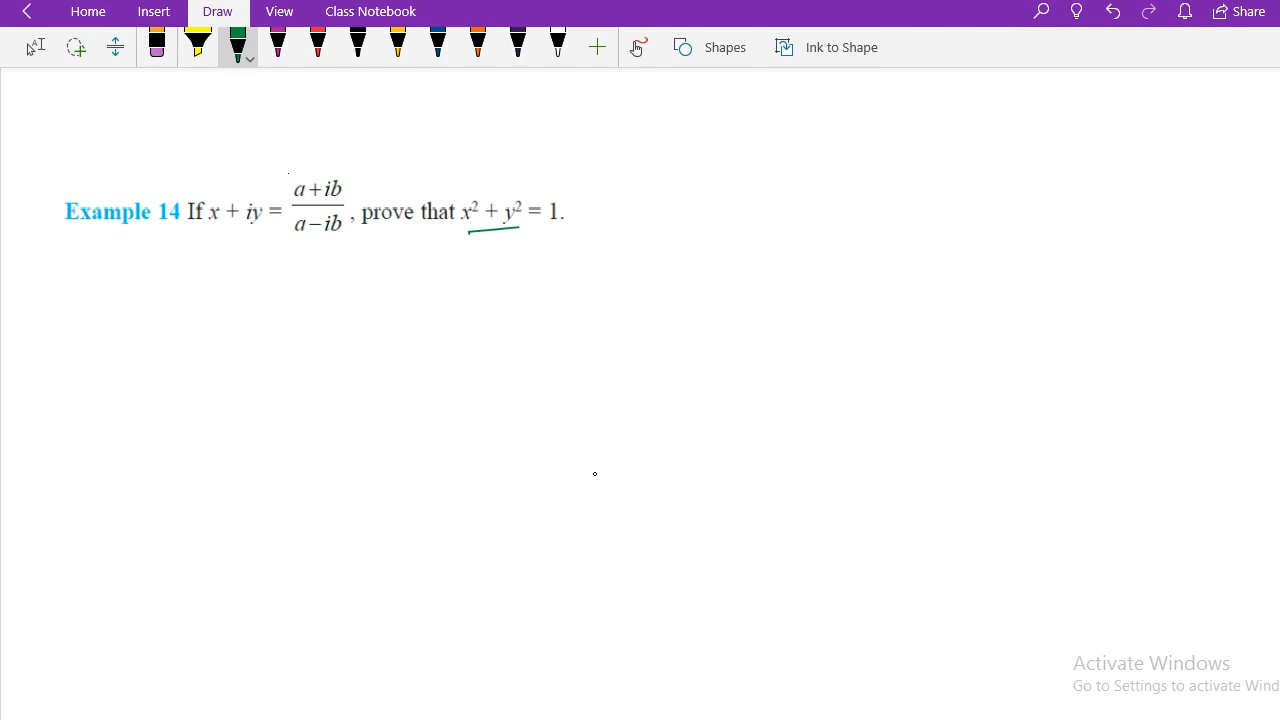 Home Insert Draw View Class Notebook Share
Shapes Ink to Shape
Example 14 If x + iy = \frac{a+ib}{a-ib}, prove that x² + y² = 1.
Activate Windows
Go to Settings to activate Wind